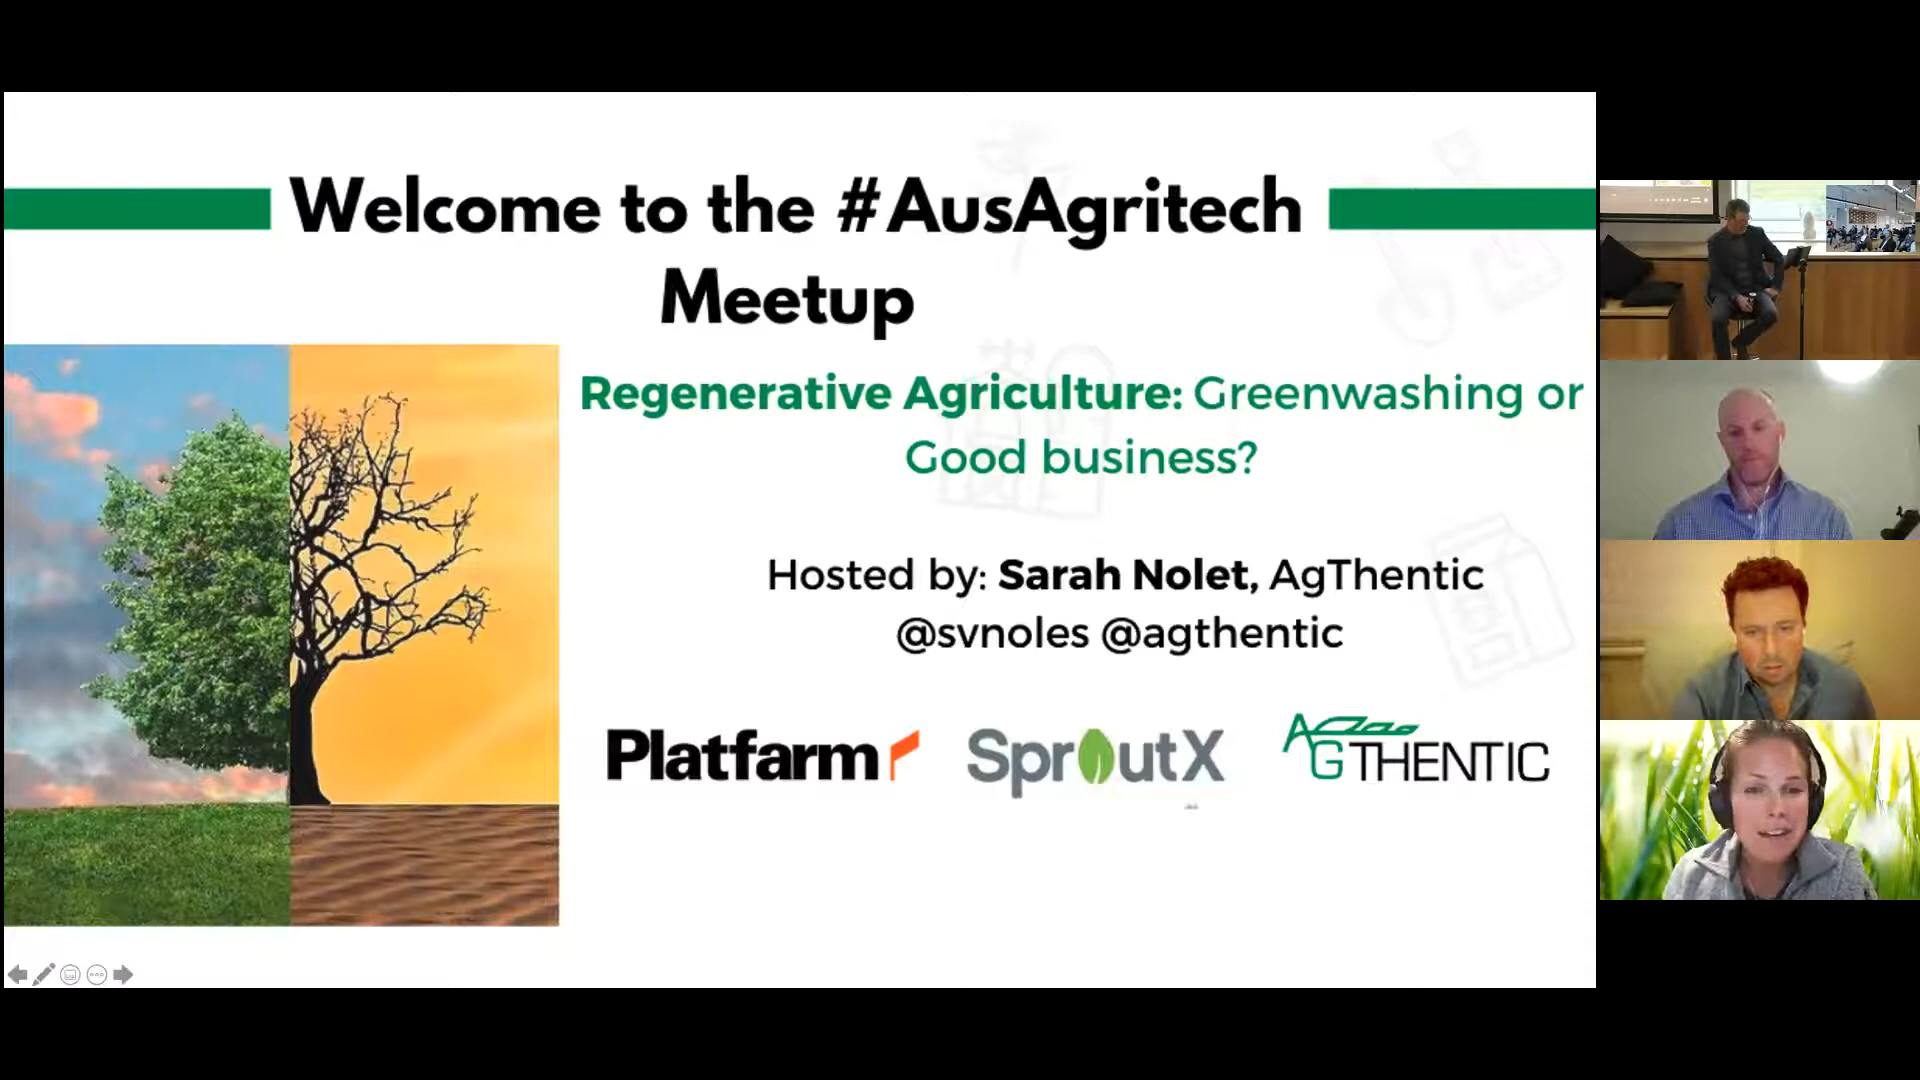 Welcome to the #AusAgritech
Meetup
Regenerative Agriculture: Greenwashing or
Good business?
Hosted by: Sarah Nolet, AgThentic
@svnoles @agthentic
Platfarm
SproutX
AGTHENTIC